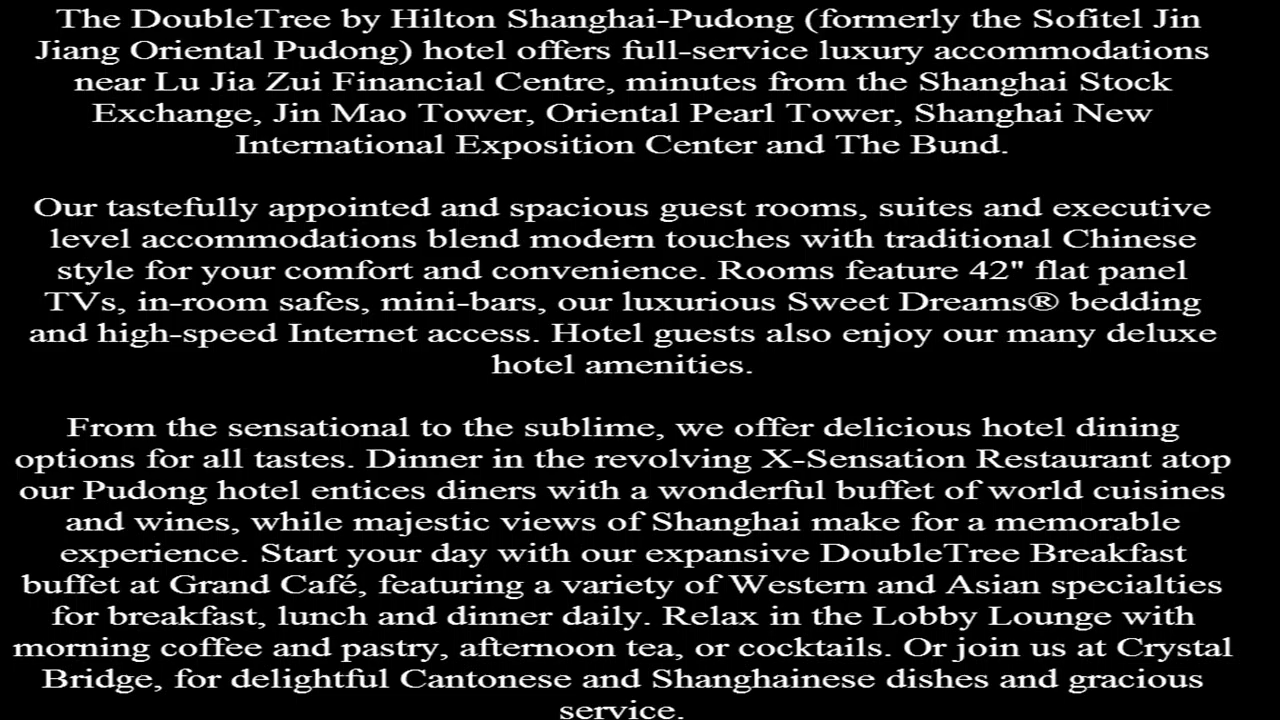 The DoubleTree by Hilton Shanghai-Pudong (formerly the Sofitel Jin
Jiang Oriental Pudong) hotel offers full-service luxury accommodations
near Lu Jia Zui Financial Centre, minutes from the Shanghai Stock
Exchange, Jin Mao Tower, Oriental Pearl Tower, Shanghai New
International Exposition Center and The Bund.
Our tastefully appointed and spacious guest rooms, suites and executive
level accommodations blend modern touches with traditional Chinese
style for your comfort and convenience. Rooms feature 42" flat panel
TVs, in-room safes, mini-bars, our luxurious Sweet Dreams® bedding
and high-speed Internet access. Hotel guests also enjoy our many deluxe
hotel amenities.
From the sensational to the sublime, we offer delicious hotel dining
options for all tastes. Dinner in the revolving X-Sensation Restaurant atop
our Pudong hotel entices diners with a wonderful buffet of world cuisines
and wines, while majestic views of Shanghai make for a memorable
experience. Start your day with our expansive DoubleTree Breakfast
buffet at Grand Café, featuring a variety of Western and Asian specialties
for breakfast, lunch and dinner daily. Relax in the Lobby Lounge with
morning coffee and pastry, afternoon tea, or cocktails. Or join us at Crystal
Bridge, for delightful Cantonese and Shanghainese dishes and gracious
service.